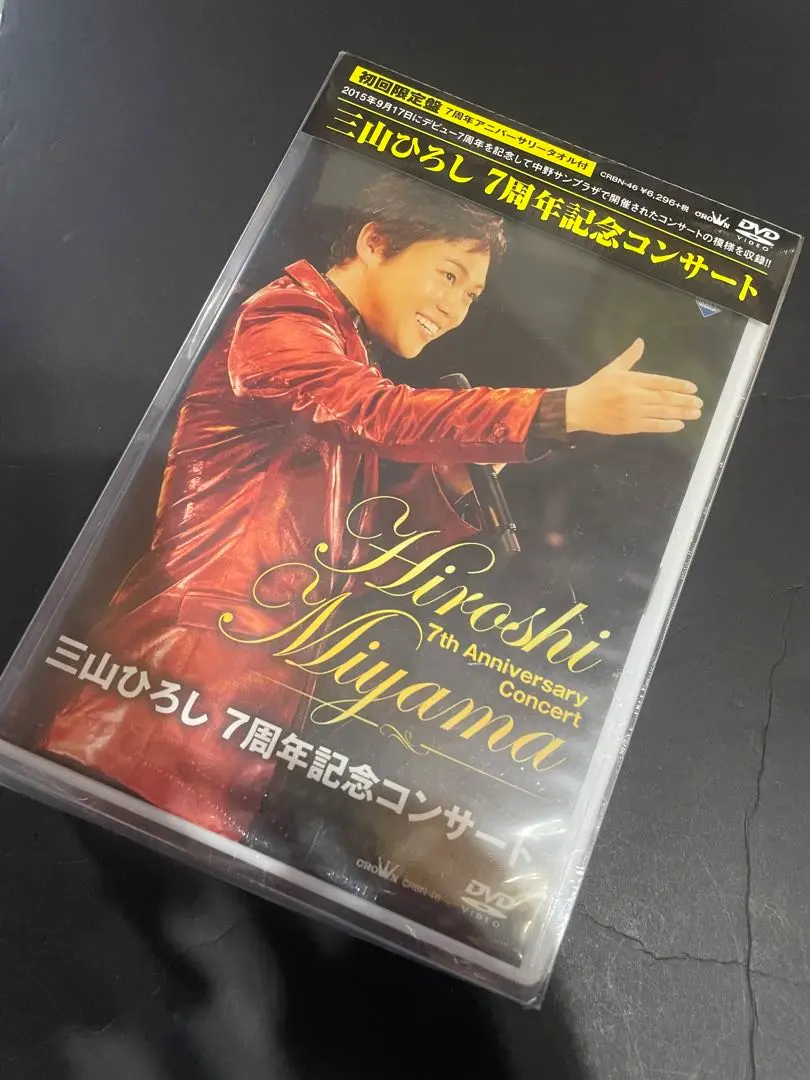 初回限定盤 7周年アニバーサリータオル付
2015年9月17日にデビュー7周年を記念して中野サンプラザで開催されたコンサートの模様を収録!!
CRBN-46 ¥6,296+税
CROWN
DVD
VIDEO
三山ひろし 7周年記念コンサート
Hiroshi
7th Anniversary
Concert
Miyama
三山ひろし 7周年記念コンサート
CROWN CRBN-46
DVD
VIDEO